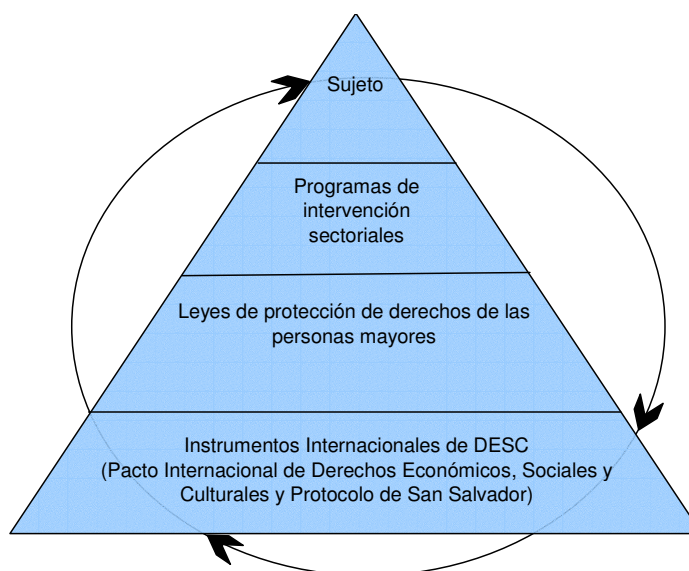 Sujeto
Programas de
intervención
sectoriales
Leyes de protección de derechos de las
personas mayores
Instrumentos Internacionales de DESC
(Pacto Internacional de Derechos Económicos, Sociales y
Culturales y Protocolo de San Salvador)